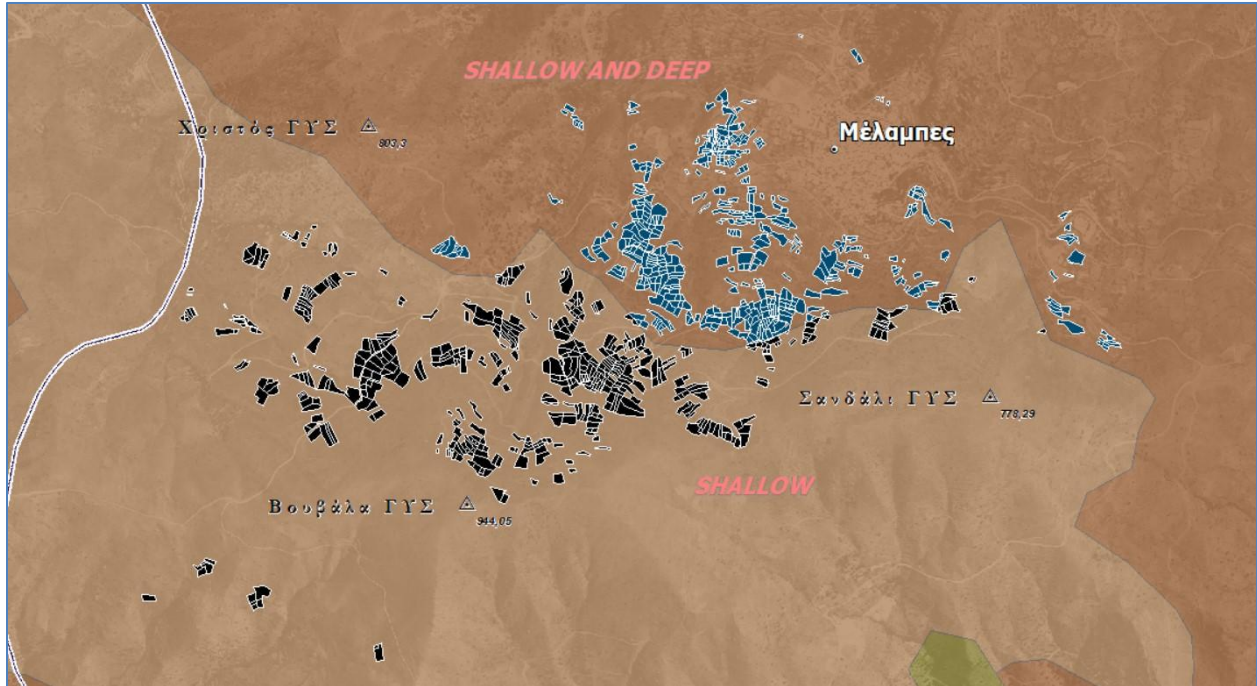 SHALLOW AND DEEP
Χριστός ΓΥΣ
803,3
Μέλαμπες
Σανδάλι ΓΥΣ
778,29
SHALLOW
Βουβάλα ΓΥΣ
944,05